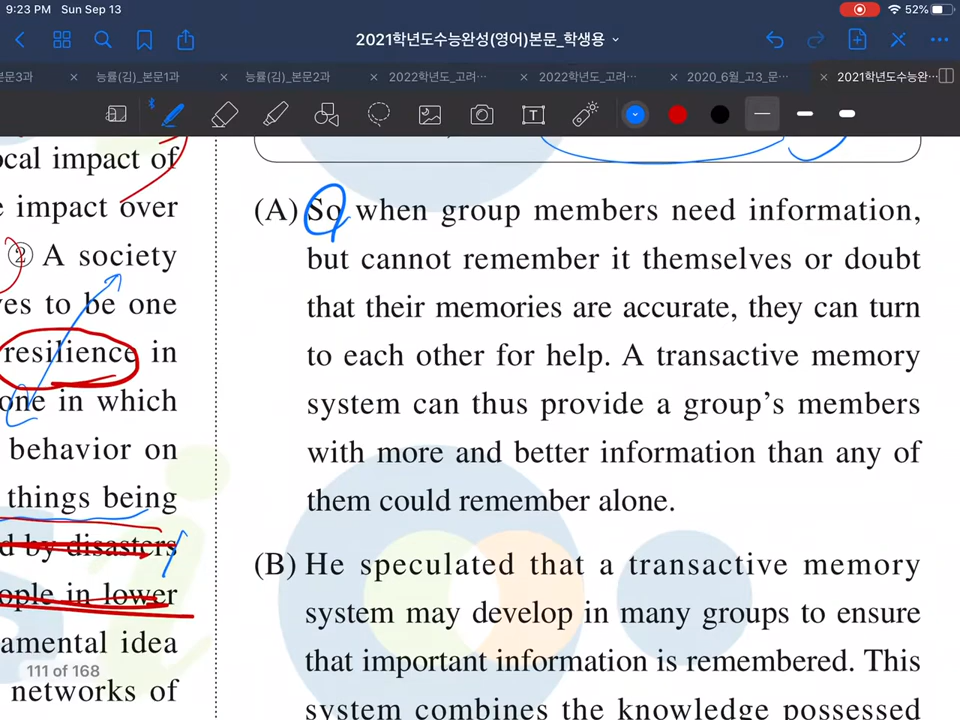 9:23 PM Sun Sep 13
52%
2021학년도수능완성(영어)본문_학생용
본문3과
능률(김)_본문1과
능률(김)_본문2과
2022학년도_고려…
2022학년도_고려…
2020_6월_고3_문…
2021학년도수능완…
ocal impact of
e impact over
② A society
ves to be one
resilience in
one in which
behavior on
things being
d by disasters
ople in lower
amental idea
networks of
111 of 168
(A) So when group members need information,
but cannot remember it themselves or doubt
that their memories are accurate, they can turn
to each other for help. A transactive memory
system can thus provide a group's members
with more and better information than any of
them could remember alone.
(B) He speculated that a transactive memory
system may develop in many groups to ensure
that important information is remembered. This
system combines the knowledge possessed